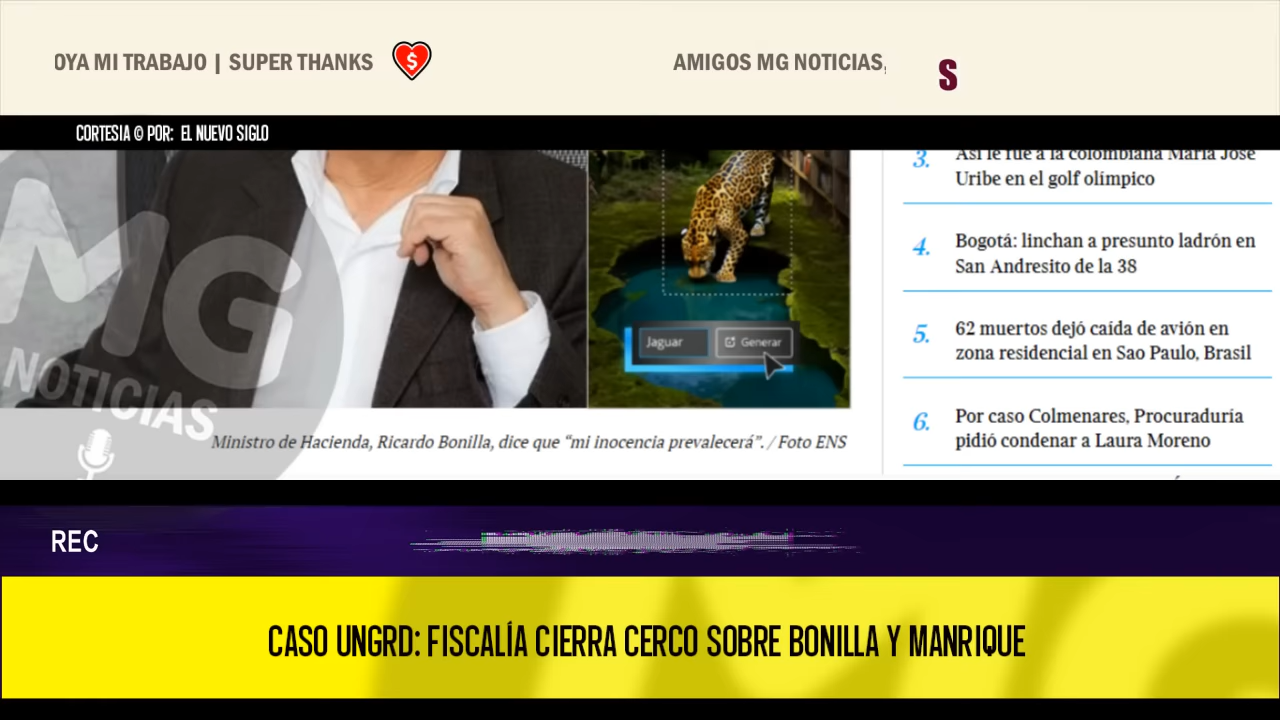 OYA MI TRABAJO | SUPER THANKS
AMIGOS MG NOTICIAS,
S
CORTESIA © POR: EL NUEVO SIGLO
3. Así le fue a la colombiana María José
Uribe en el golf olímpico
4. Bogotá: linchan a presunto ladrón en
San Andresito de la 38
5. 62 muertos dejó caída de avión en
zona residencial en Sao Paulo, Brasil
6. Por caso Colmenares, Procuraduría
pidió condenar a Laura Moreno
Jaguar
Generar
MG
NOTICIAS
Ministro de Hacienda, Ricardo Bonilla, dice que “mi inocencia prevalecerá”. / Foto ENS
REC
CASO UNGRD: FISCALÍA CIERRA CERCO SOBRE BONILLA Y MANRIQUE